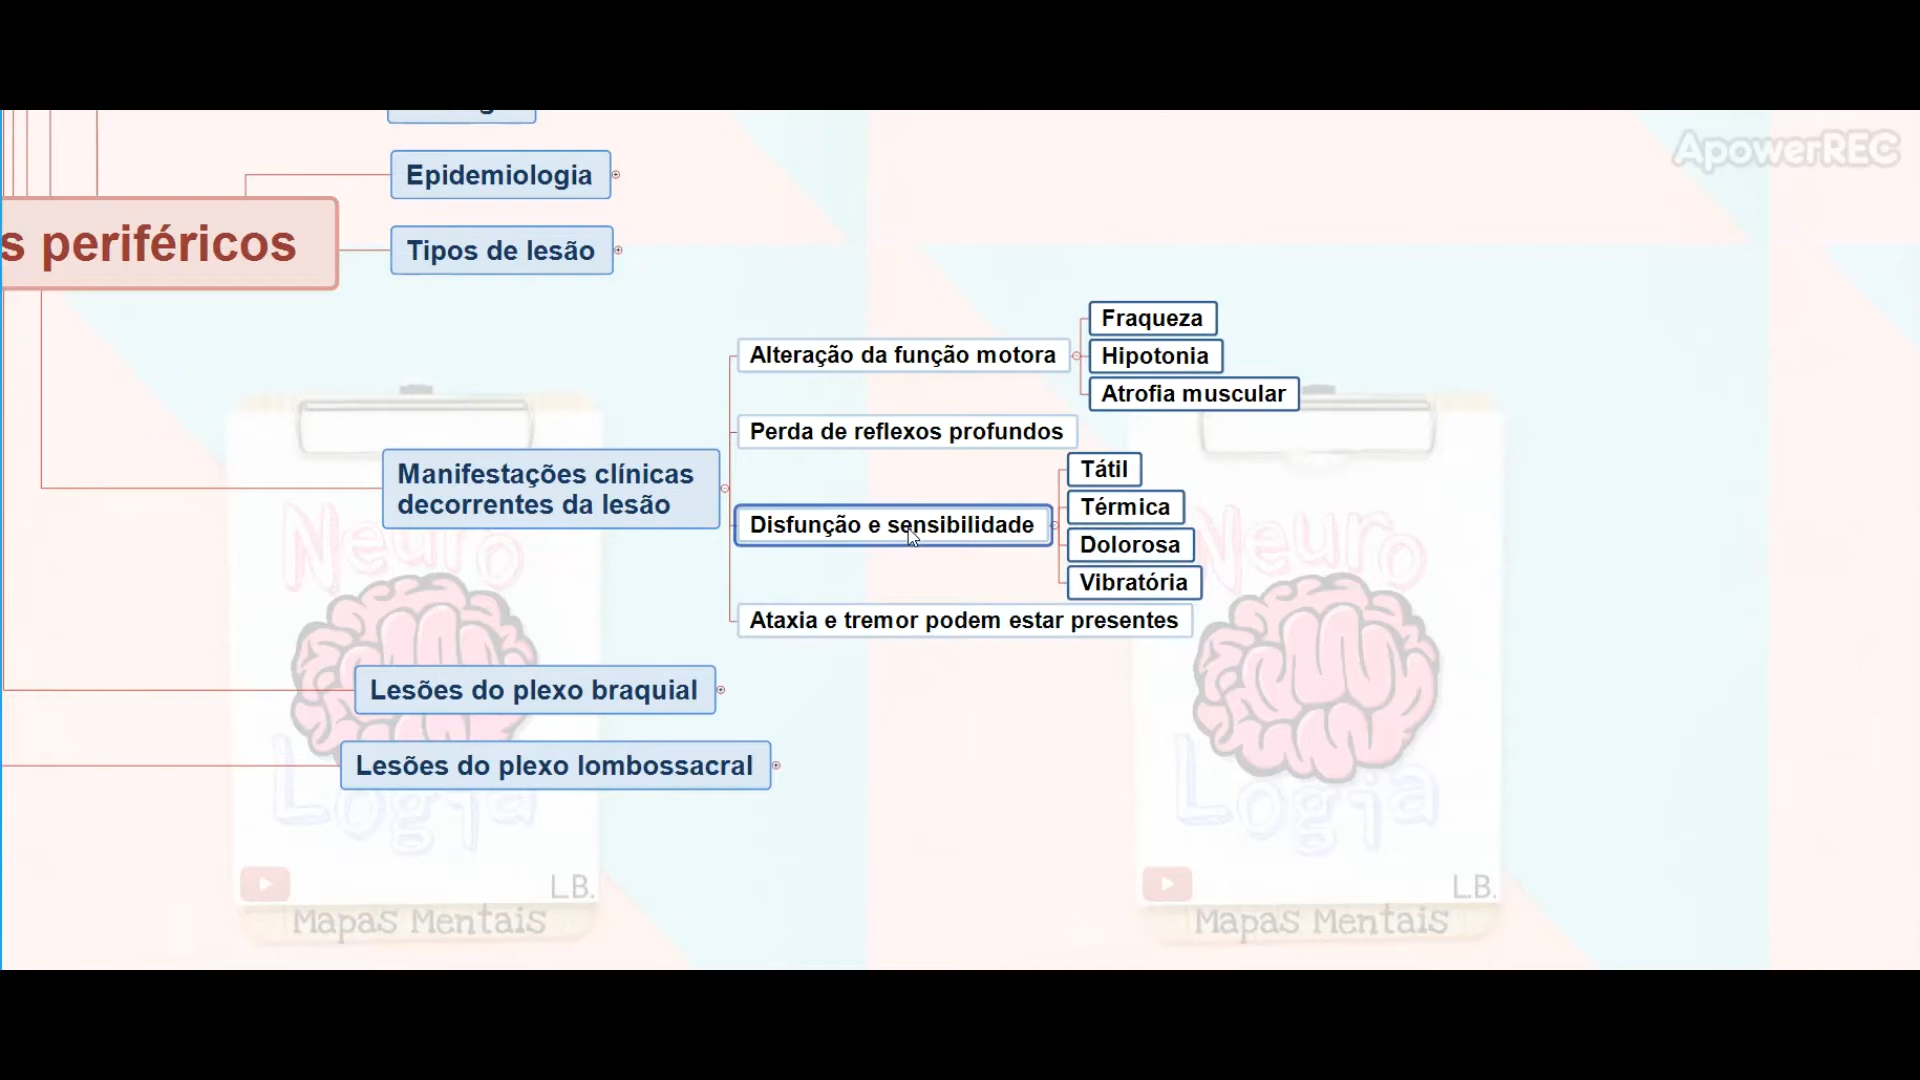 ApowerREC
Epidemiologia
s periféricos
Tipos de lesão
Fraqueza
Alteração da função motora
Hipotonia
Atrofia muscular
Perda de reflexos profundos
Manifestações clínicas
decorrentes da lesão
Tátil
Térmica
Disfunção e sensibilidade
Dolorosa
Vibratória
Ataxia e tremor podem estar presentes
Lesões do plexo braquial
Lesões do plexo lombossacral
Neuro
Logia
L.B.
Mapas Mentais
Neuro
Logia
L.B.
Mapas Mentais